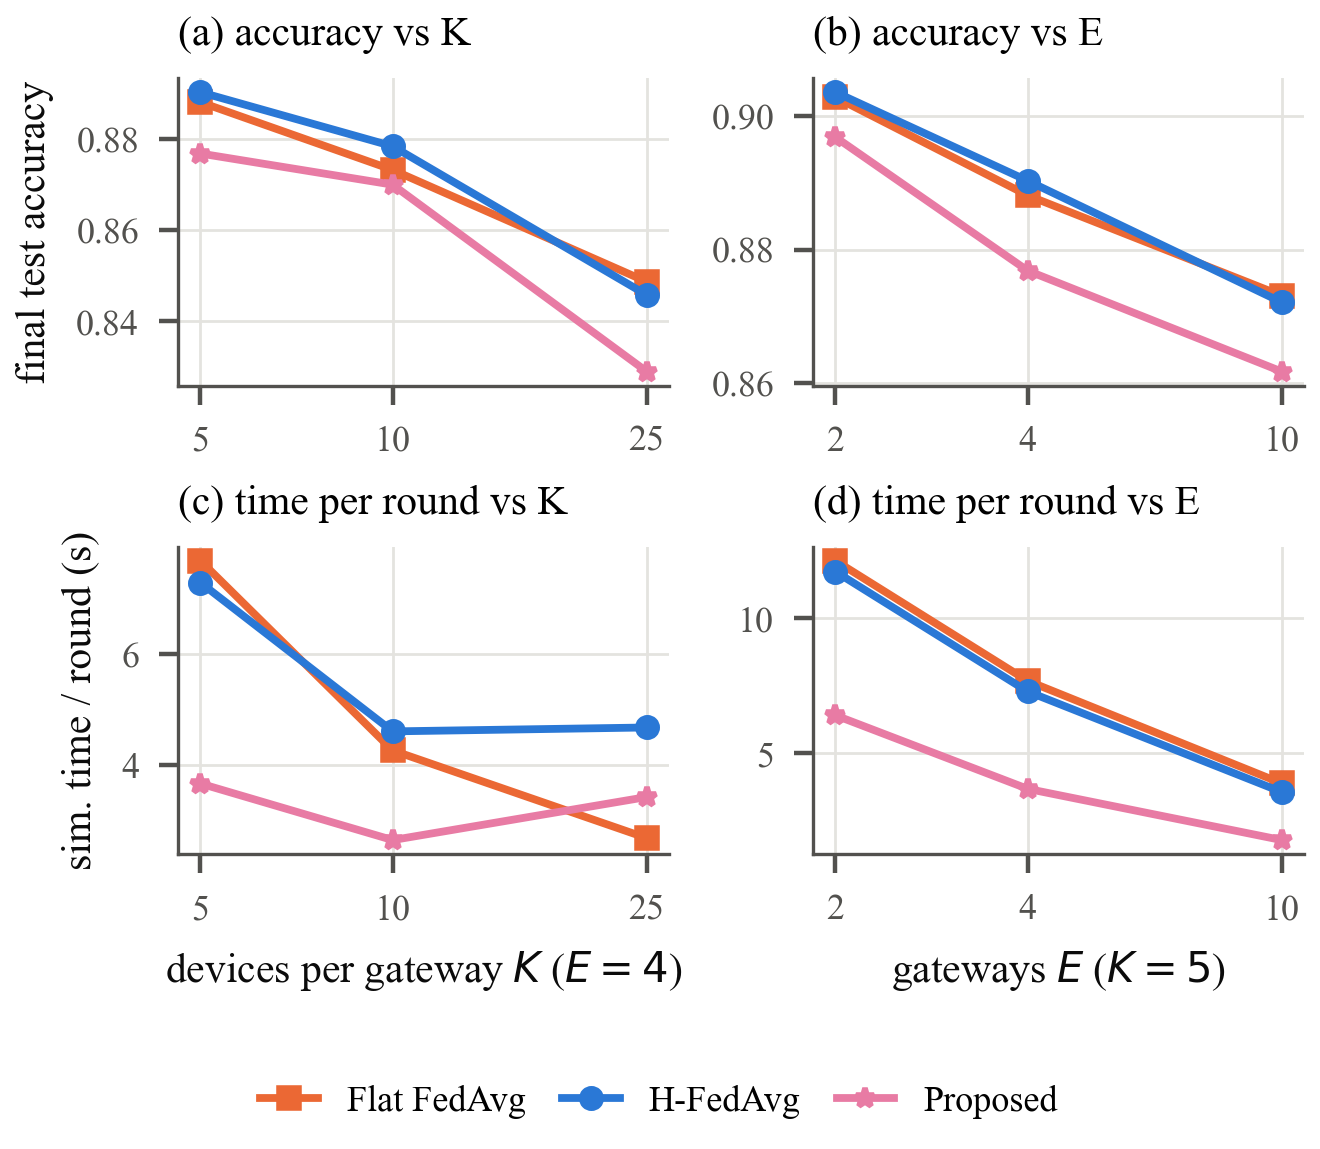 (a) accuracy vs K
(b) accuracy vs E
final test accuracy
0.88
0.86
0.84
5 10 25
0.90
0.88
0.86
2 4 10
(c) time per round vs K
(d) time per round vs E
sim. time / round (s)
6
4
5 10 25
10
5
2 4 10
devices per gateway K (E = 4)
gateways E (K = 5)
Flat FedAvg H-FedAvg Proposed